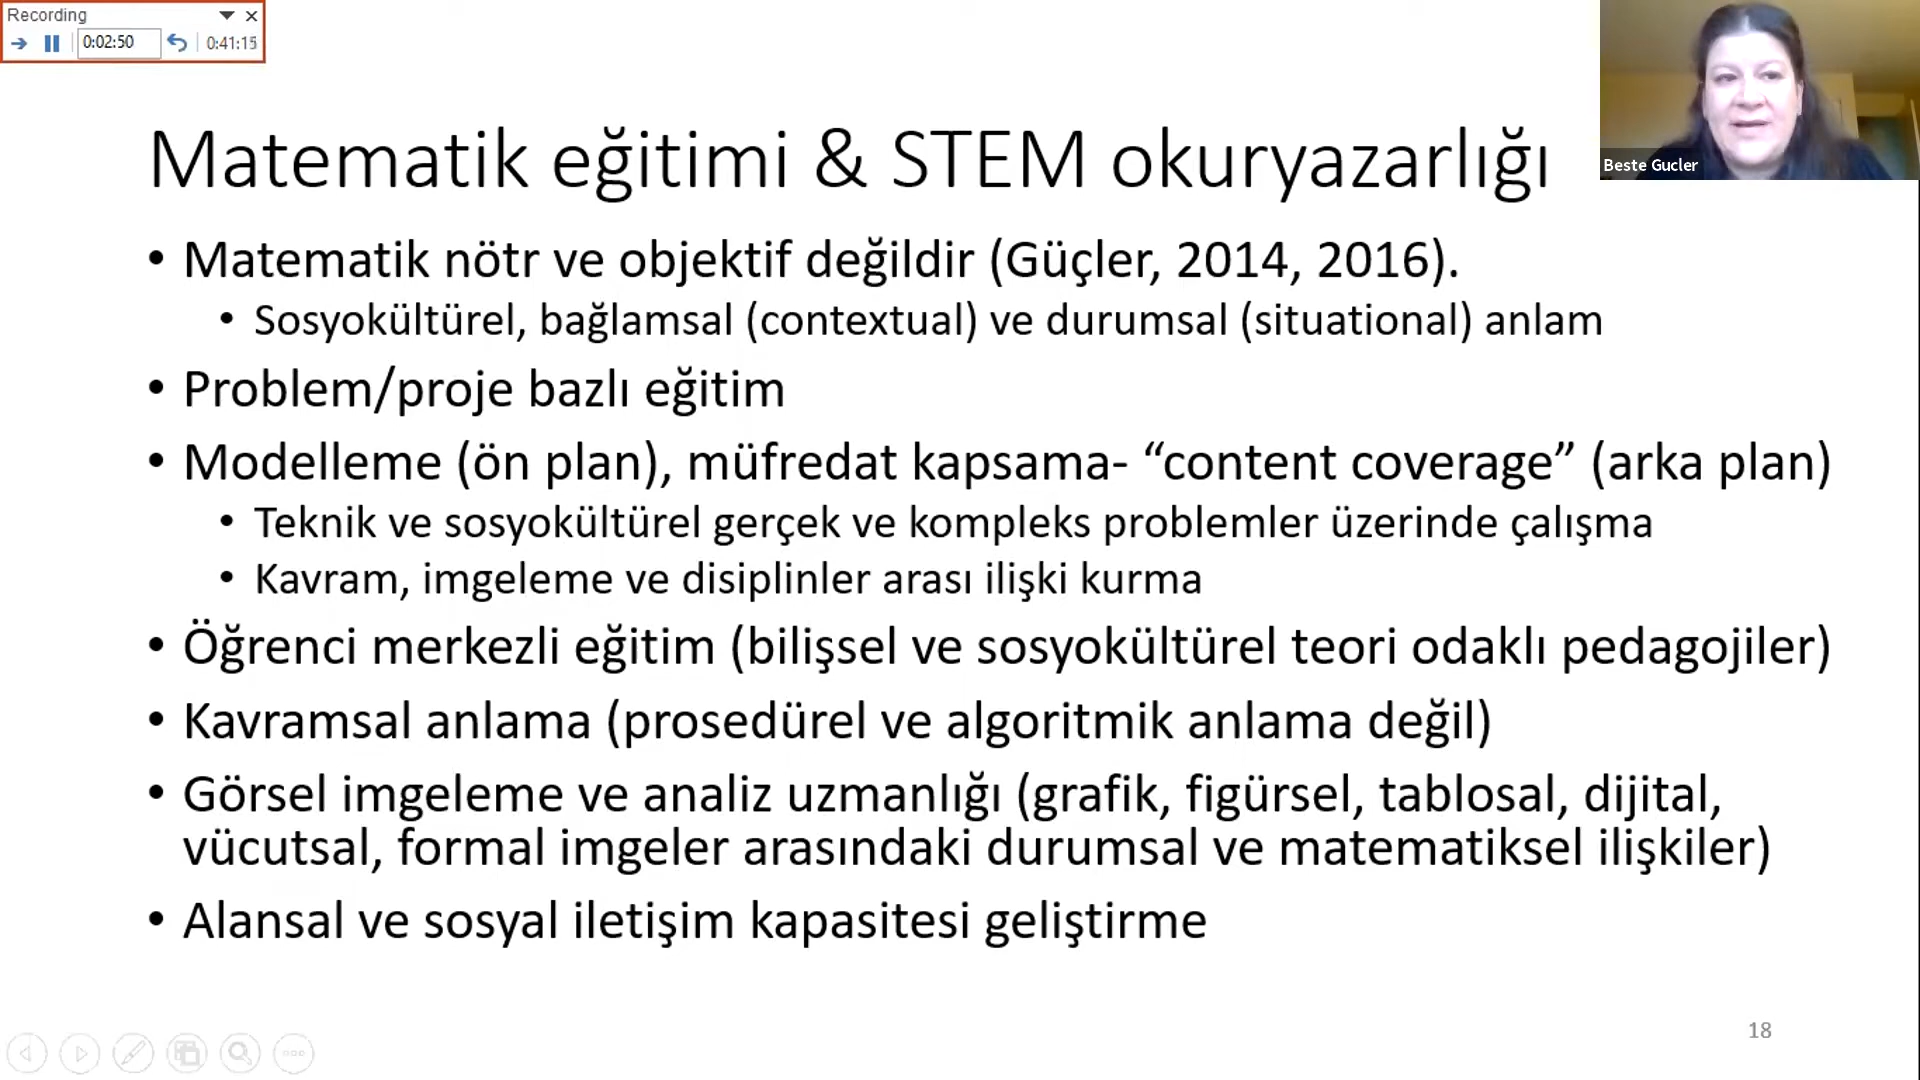 Recording
0:02:50
0:41:15
Beste Gucler
Matematik eğitimi & STEM okuryazarlığı
• Matematik nötr ve objektif değildir (Güçler, 2014, 2016).
• Sosyokültürel, bağlamsal (contextual) ve durumsal (situational) anlam
• Problem/proje bazlı eğitim
• Modelleme (ön plan), müfredat kapsama- “content coverage” (arka plan)
• Teknik ve sosyokültürel gerçek ve kompleks problemler üzerinde çalışma
• Kavram, imgeleme ve disiplinler arası ilişki kurma
• Öğrenci merkezli eğitim (bilişsel ve sosyokültürel teori odaklı pedagojiler)
• Kavramsal anlama (prosedürel ve algoritmik anlama değil)
• Görsel imgeleme ve analiz uzmanlığı (grafik, figürsel, tablosal, dijital,
vücutsal, formal imgeler arasındaki durumsal ve matematiksel ilişkiler)
• Alansal ve sosyal iletişim kapasitesi geliştirme
18